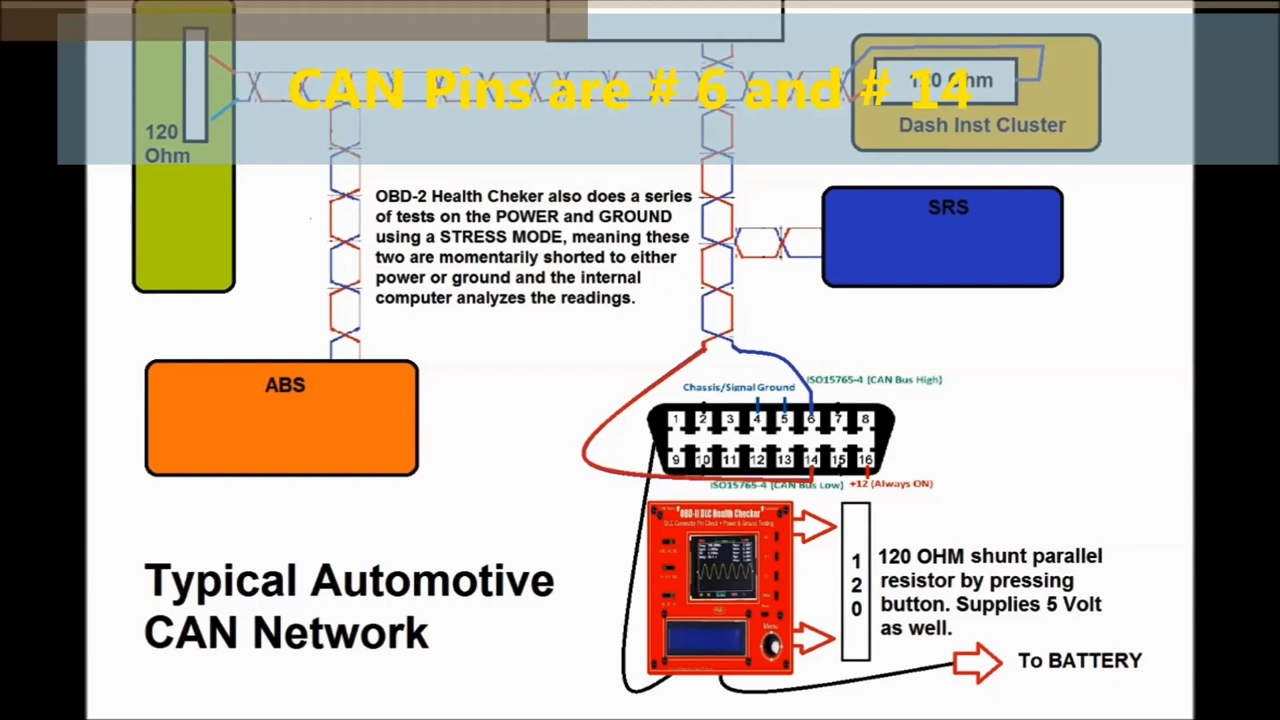 CAN Pins are # 6 and # 14
120 Ohm
Dash Inst Cluster
120
Ohm
OBD-2 Health Cheker also does a series
of tests on the POWER and GROUND
using a STRESS MODE, meaning these
two are momentarily shorted to either
power or ground and the internal
computer analyzes the readings.
SRS
ABS
ISO15765-4 (CAN Bus High)
Chassis/Signal Ground
1 2 3 4 5 6 7 8
9 10 11 12 13 14 15 16
ISO15765-4 (CAN Bus Low) +12 (Always ON)
OBD-II DLC Health Checker
DLC Connector Pin Check • Power & Ground Testing
Menu
1
2
0
120 OHM shunt parallel
resistor by pressing
button. Supplies 5 Volt
as well.
To BATTERY
Typical Automotive
CAN Network